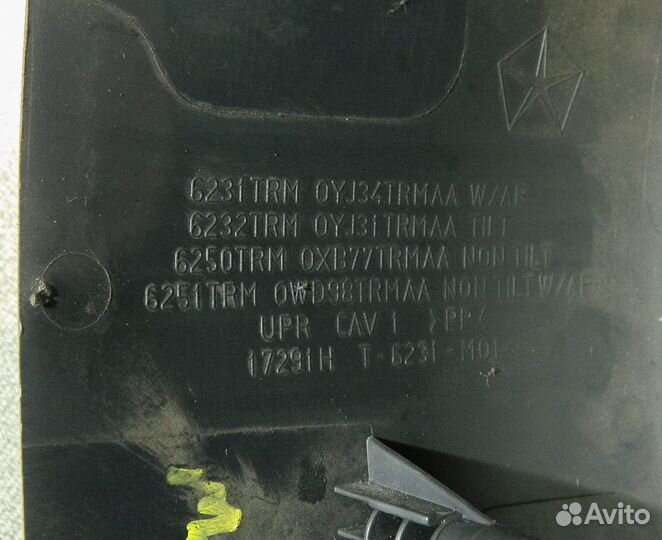 6231TRM 0YJ34TRMAA W/AP
6232TRM 0YJ31TRMAA TILT
6250TRM 0XB77TRMAA NON-TILT
6251TRM 0WD98TRMAA NON-TILT W/AP
UPR CAV 1 >PP<
17291H T-6231-M01
Avito